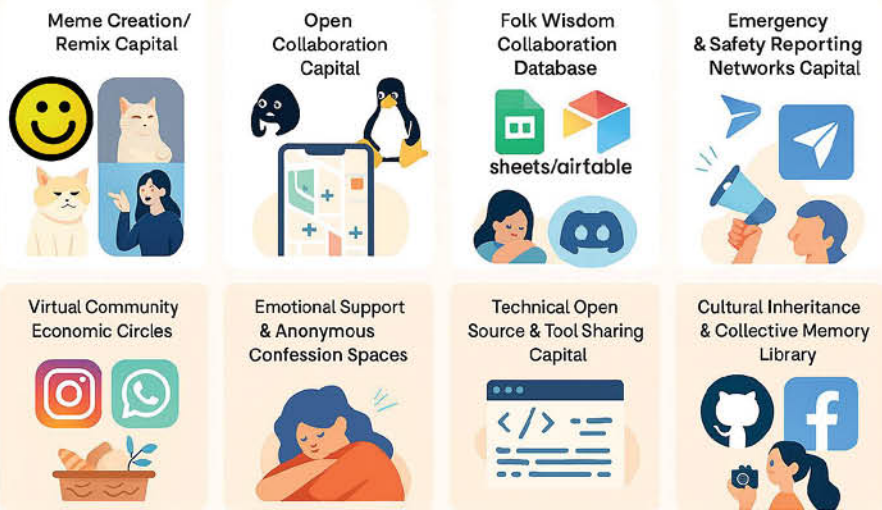 Meme Creation/
Remix Capital
Open
Collaboration
Capital
Folk Wisdom
Collaboration
Database
sheets/airfable
Emergency
& Safety Reporting
Networks Capital
Virtual Community
Economic Circles
Emotional Support
& Anonymous
Confession Spaces
Technical Open
Source & Tool Sharing
Capital
</>
Cultural Inheritance
& Collective Memory
Library